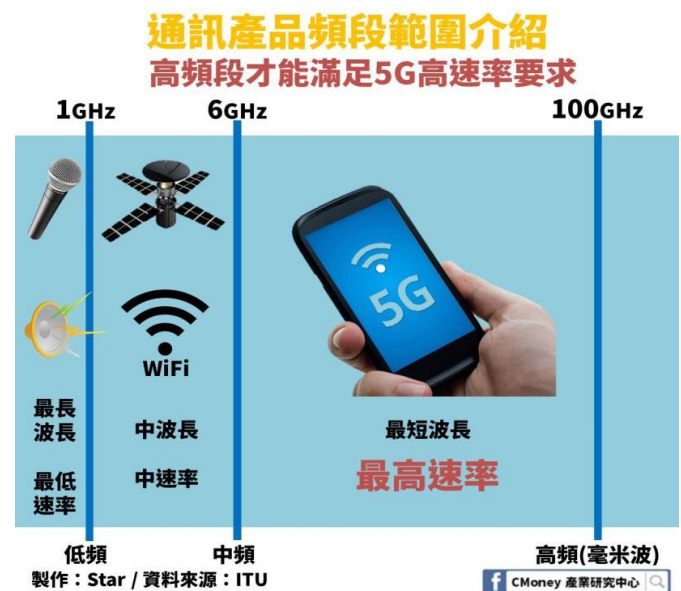 通訊產品頻段範圍介紹
高頻段才能滿足5G高速率要求
1GHz 6GHz 100GHz
5G
WiFi
最長
波長
中波長
最短波長
最低
速率
中速率
最高速率
低頻 中頻 高頻(毫米波)
製作：Star / 資料來源：ITU
f CMoney 產業研究中心